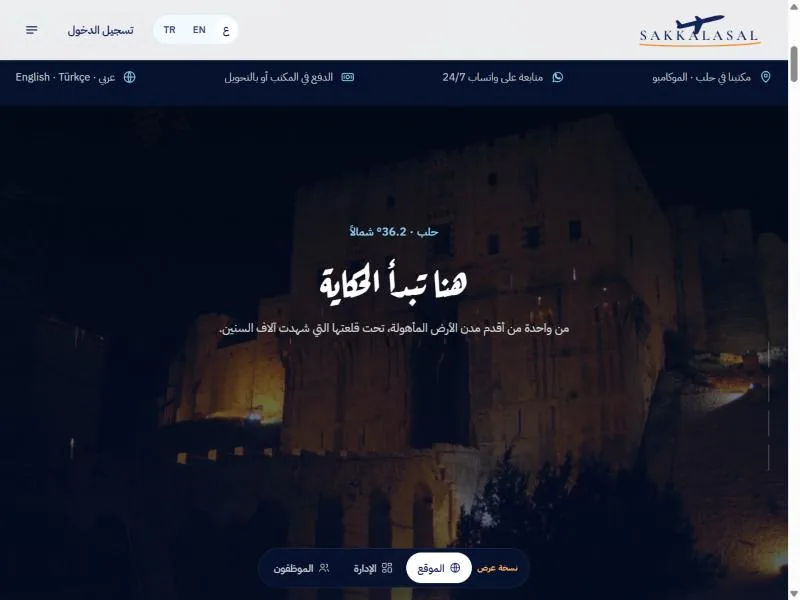 SAKKALASAL
ع EN TR
تسجيل الدخول
مكتبنا في حلب · الموكامبو
متابعة على واتساب 24/7
الدفع في المكتب أو بالتحويل
عربي · English · Türkçe
حلب · 36.2° شمالاً
هنا تبدأ الحكاية
من واحدة من أقدم مدن الأرض المأهولة، تحت قلعتها التي شهدت آلاف السنين.
نسخة عرض
الموقع
الإدارة
الموظفون